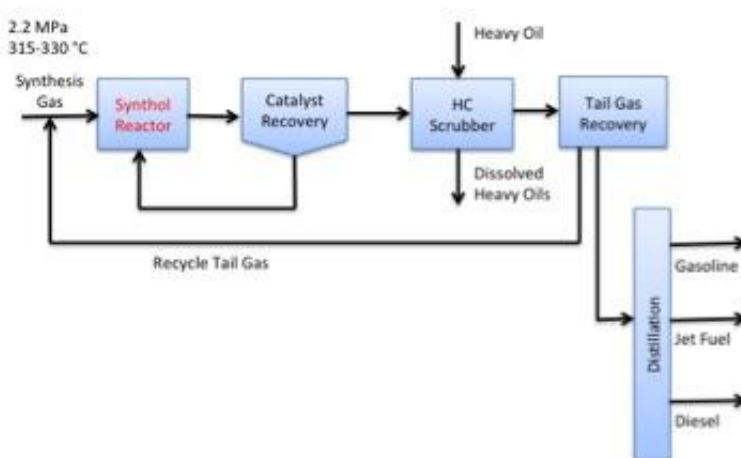 2.2 MPa
315-330 °C
Synthesis
Gas
Synthol
Reactor
Catalyst
Recovery
Heavy Oil
HC
Scrubber
Tail Gas
Recovery
Dissolved
Heavy Oils
Recycle Tail Gas
Distillation
Gasoline
Jet Fuel
Diesel